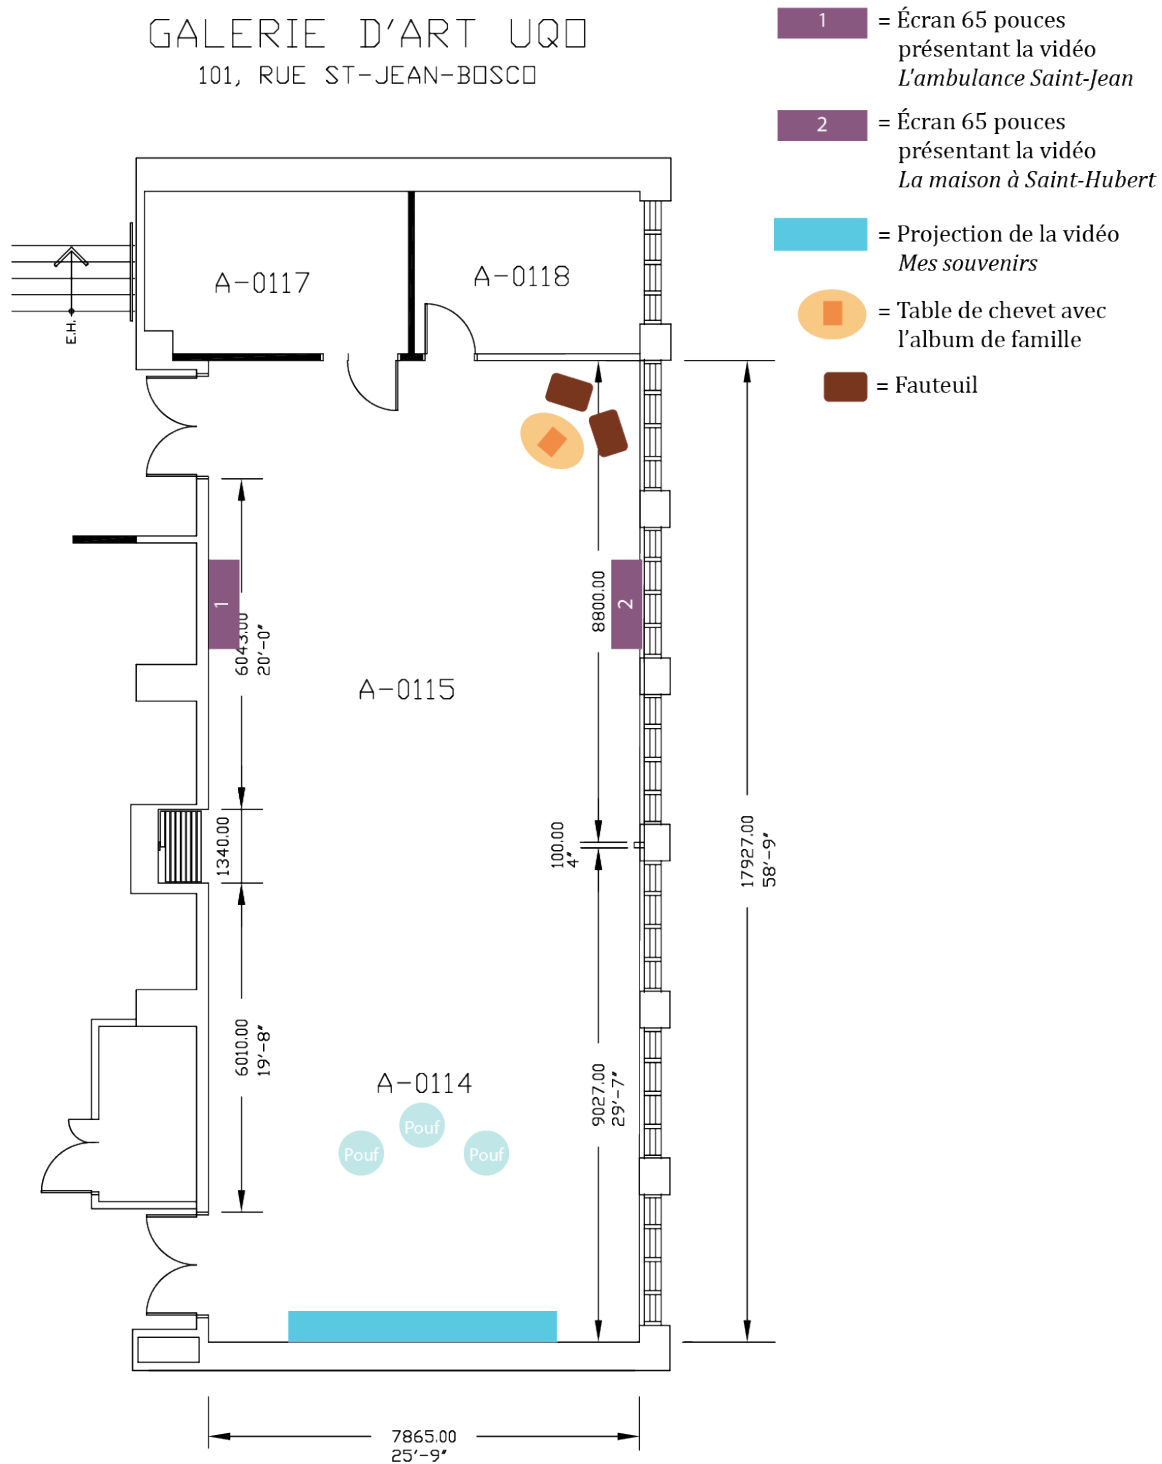 GALERIE D'ART UQO
101, RUE ST-JEAN-BOSCO
1
= Écran 65 pouces
présentant la vidéo
L'ambulance Saint-Jean
2
= Écran 65 pouces
présentant la vidéo
La maison à Saint-Hubert
= Projection de la vidéo
Mes souvenirs
= Table de chevet avec
l'album de famille
= Fauteuil
A-0117
A-0118
E.H.
1
6043.00
20'-0"
8800.00
2
A-0115
1340.00
100.00
4"
17927.00
58'-9"
6010.00
19'-8"
A-0114
9027.00
29'-7"
Pouf
Pouf
Pouf
7865.00
25'-9"